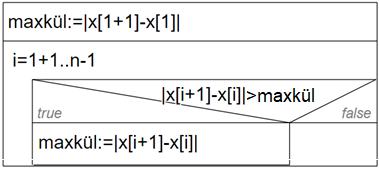 maxkül:=|x[1+1]-x[1]|
i=1+1..n-1
|x[i+1]-x[i]|>maxkül
true
false
maxkül:=|x[i+1]-x[i]|